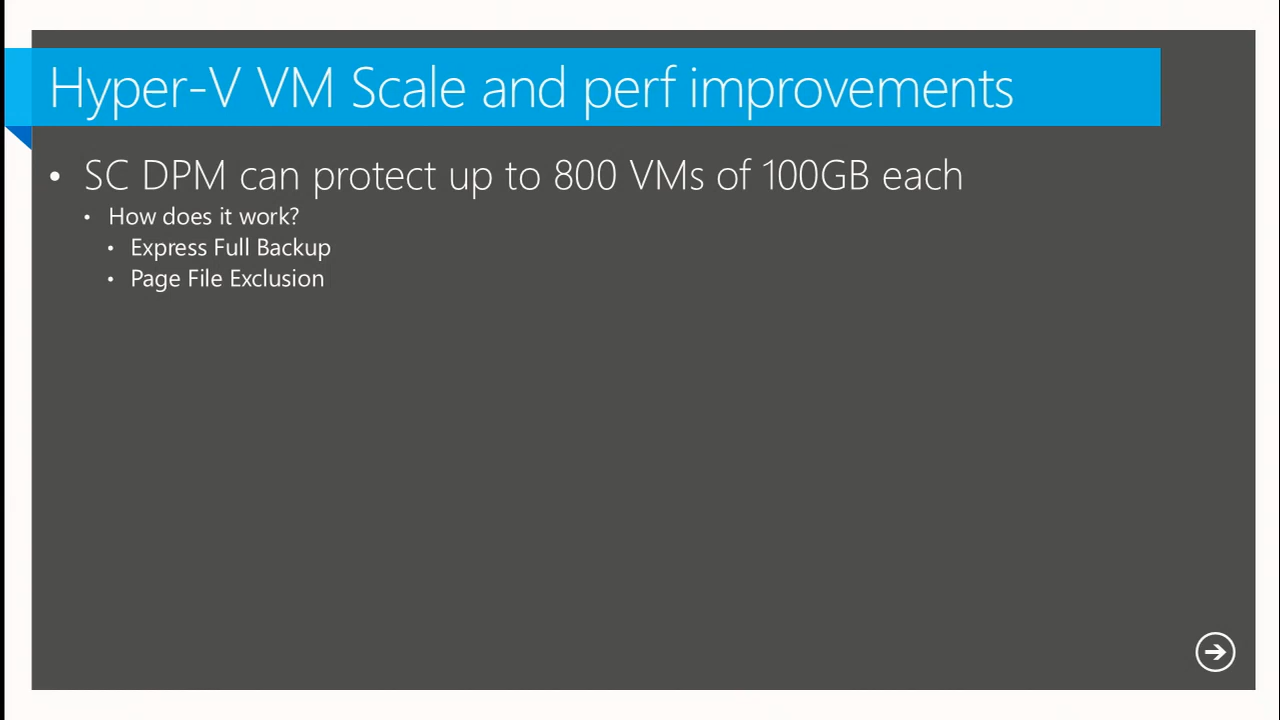 Hyper-V VM Scale and perf improvements
• SC DPM can protect up to 800 VMs of 100GB each
• How does it work?
• Express Full Backup
• Page File Exclusion